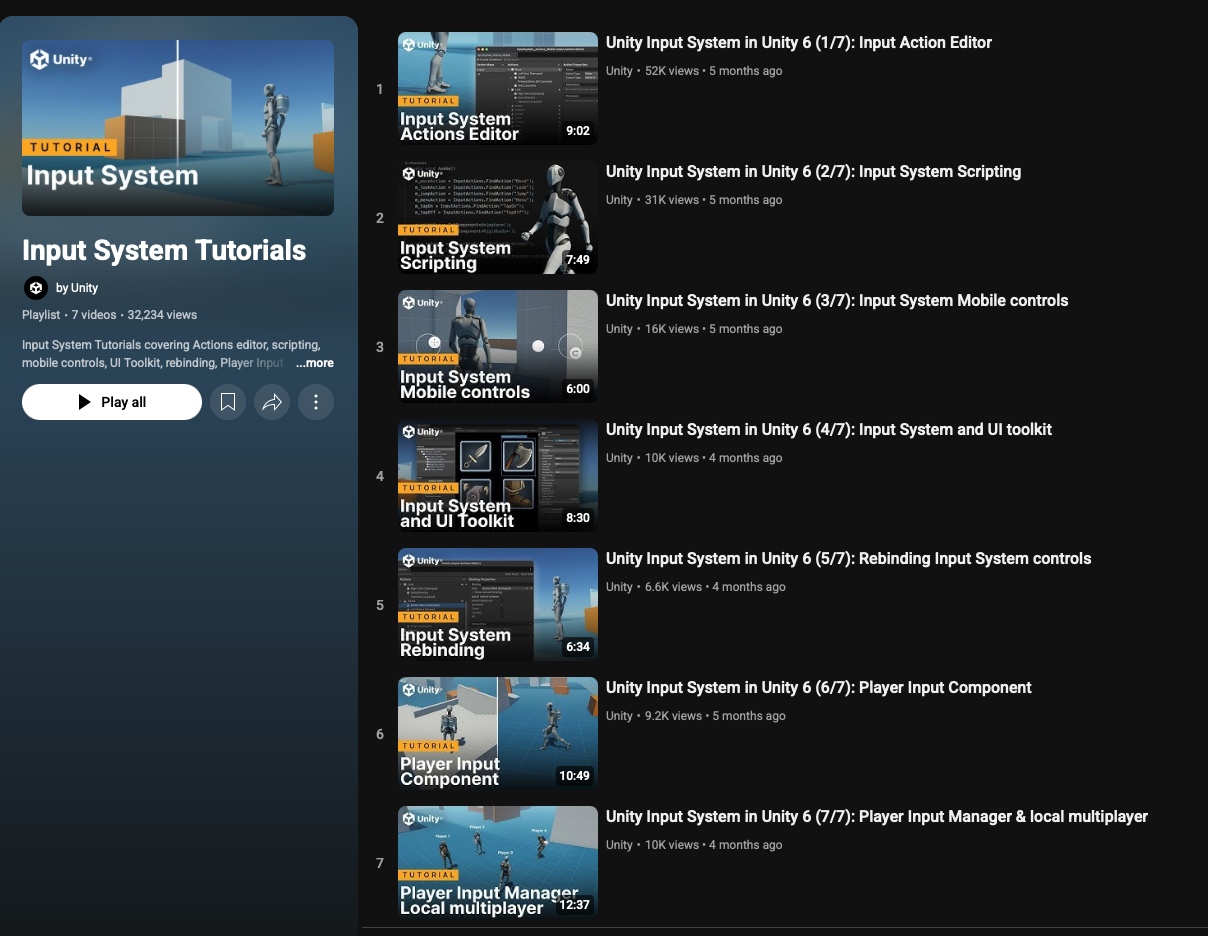 Unity
TUTORIAL
Input System
Input System Tutorials
by Unity
Playlist • 7 videos • 32,234 views
Input System Tutorials covering Actions editor, scripting,
mobile controls, UI Toolkit, rebinding, Player Input ...more
Play all
1
Unity
TUTORIAL
Input System
Actions Editor
9:02
Unity Input System in Unity 6 (1/7): Input Action Editor
Unity • 52K views • 5 months ago
2
Unity
TUTORIAL
Input System
Scripting
7:49
Unity Input System in Unity 6 (2/7): Input System Scripting
Unity • 31K views • 5 months ago
3
Unity
TUTORIAL
Input System
Mobile controls
6:00
Unity Input System in Unity 6 (3/7): Input System Mobile controls
Unity • 16K views • 5 months ago
4
Unity
TUTORIAL
Input System
and UI Toolkit
8:30
Unity Input System in Unity 6 (4/7): Input System and UI toolkit
Unity • 10K views • 4 months ago
5
Unity
TUTORIAL
Input System
Rebinding
6:34
Unity Input System in Unity 6 (5/7): Rebinding Input System controls
Unity • 6.6K views • 4 months ago
6
Unity
TUTORIAL
Player Input
Component
10:49
Unity Input System in Unity 6 (6/7): Player Input Component
Unity • 9.2K views • 5 months ago
7
Unity
TUTORIAL
Player Input Manager
Local multiplayer
12:37
Unity Input System in Unity 6 (7/7): Player Input Manager & local multiplayer
Unity • 10K views • 4 months ago